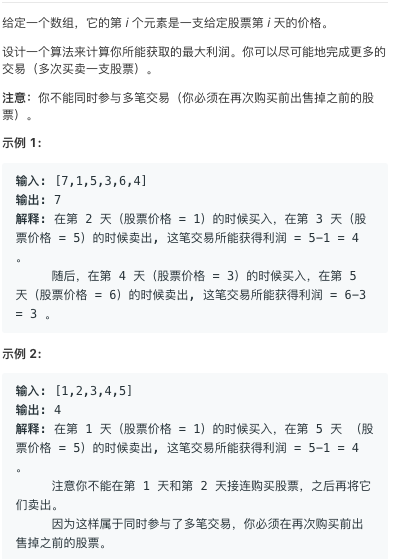 给定一个数组，它的第 i 个元素是一支给定股票第 i 天的价格。
设计一个算法来计算你所能获取的最大利润。你可以尽可能地完成更多的
交易（多次买卖一支股票）。
注意：你不能同时参与多笔交易（你必须在再次购买前出售掉之前的股
票）。
示例 1:
输入: [7,1,5,3,6,4]
输出: 7
解释: 在第 2 天（股票价格 = 1）的时候买入，在第 3 天（股
票价格 = 5）的时候卖出, 这笔交易所能获得利润 = 5-1 = 4
。
随后，在第 4 天（股票价格 = 3）的时候买入，在第 5
天（股票价格 = 6）的时候卖出, 这笔交易所能获得利润 = 6-3
= 3 。
示例 2:
输入: [1,2,3,4,5]
输出: 4
解释: 在第 1 天（股票价格 = 1）的时候买入，在第 5 天 （股
票价格 = 5）的时候卖出, 这笔交易所能获得利润 = 5-1 = 4
。
注意你不能在第 1 天和第 2 天接连购买股票，之后再将它
们卖出。
因为这样属于同时参与了多笔交易，你必须在再次购买前出
售掉之前的股票。